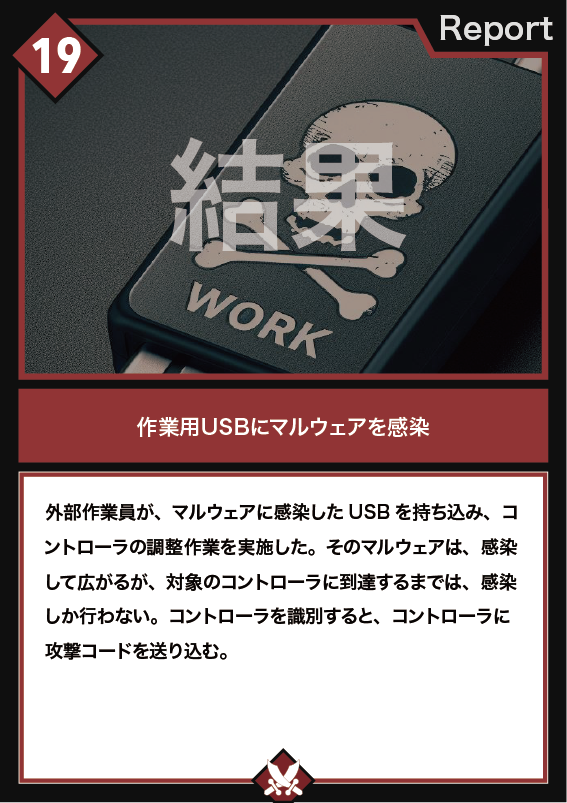 Report
19
結果
WORK
作業用USBにマルウェアを感染
外部作業員が、マルウェアに感染した USB を持ち込み、コ
ントローラの調整作業を実施した。そのマルウェアは、感染
して広がるが、対象のコントローラに到達するまでは、感染
しか行わない。コントローラを識別すると、コントローラに
攻撃コードを送り込む。